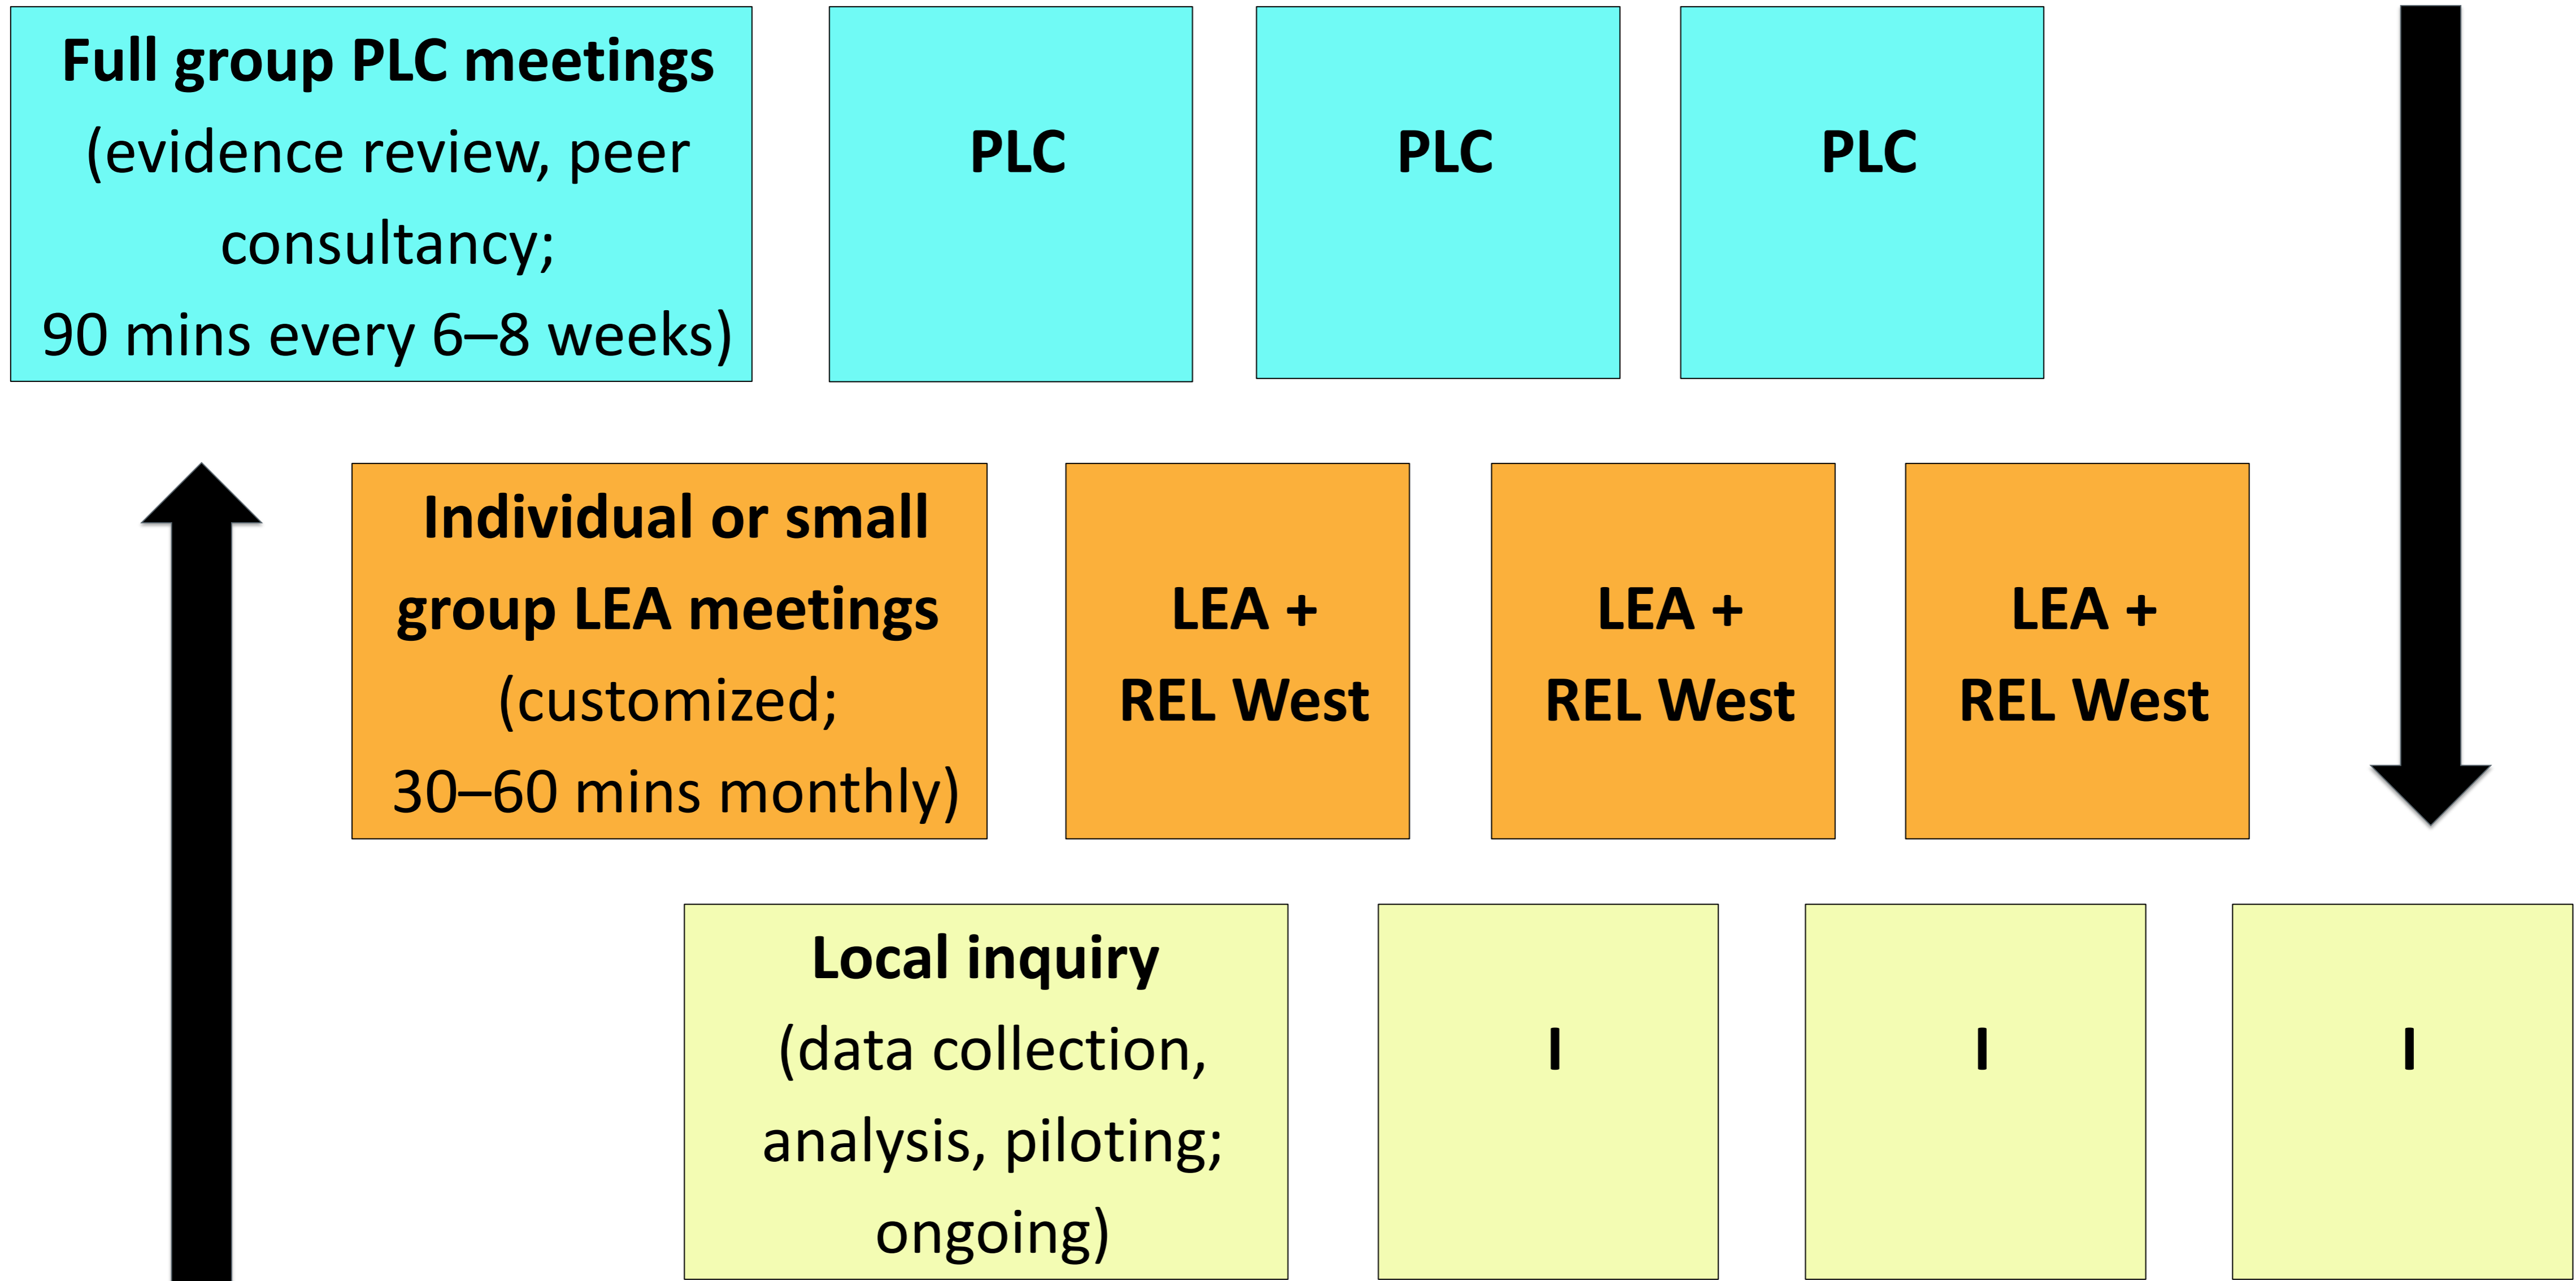 Full group PLC meetings
(evidence review, peer
consultancy;
90 mins every 6–8 weeks)
PLC
PLC
PLC
Individual or small
group LEA meetings
(customized;
30–60 mins monthly)
LEA +
REL West
LEA +
REL West
LEA +
REL West
Local inquiry
(data collection,
analysis, piloting;
ongoing)
I
I
I